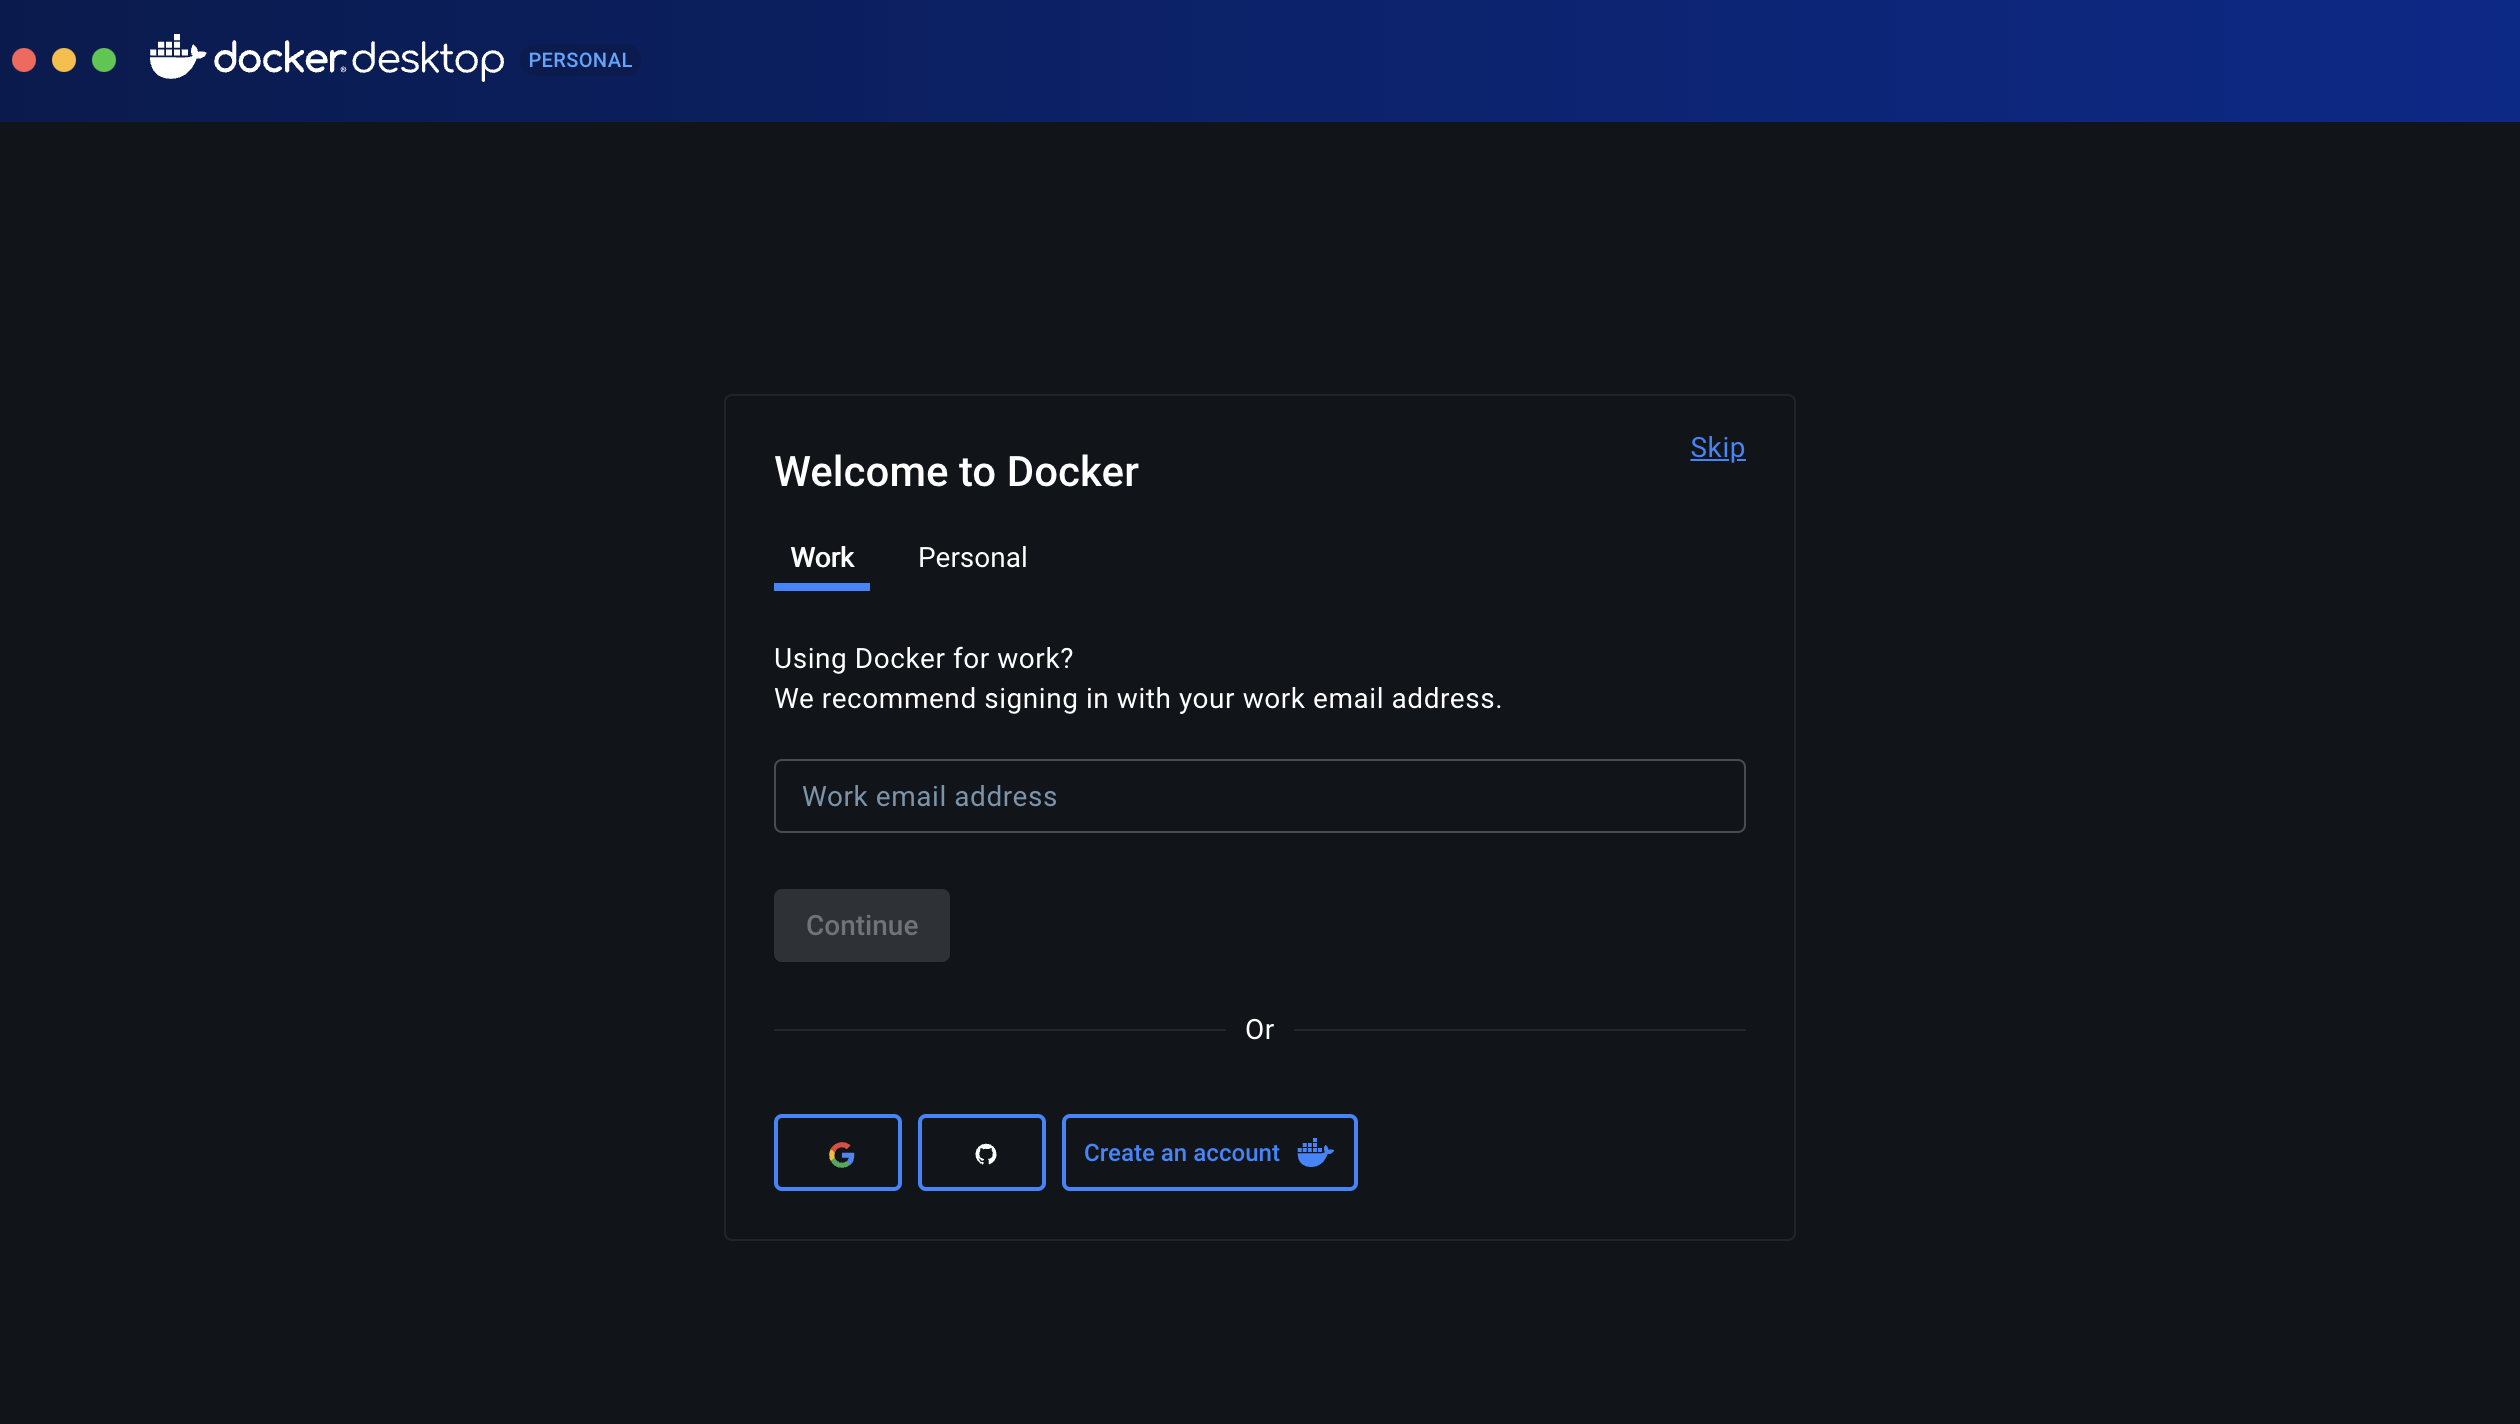 docker desktop PERSONAL
Skip
Welcome to Docker
Work Personal
Using Docker for work?
We recommend signing in with your work email address.
Work email address
Continue
Or
Create an account